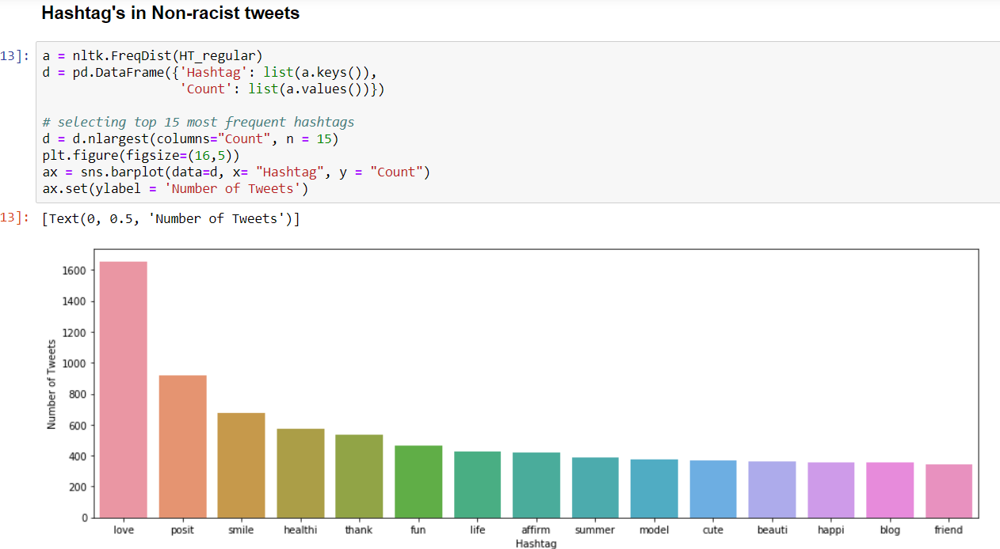 Hashtag's in Non-racist tweets
13]: a = nltk.FreqDist(HT_regular)
d = pd.DataFrame({'Hashtag': list(a.keys()),
'Count': list(a.values())})
# selecting top 15 most frequent hashtags
d = d.nlargest(columns="Count", n = 15)
plt.figure(figsize=(16,5))
ax = sns.barplot(data=d, x= "Hashtag", y = "Count")
ax.set(ylabel = 'Number of Tweets')
13]: [Text(0, 0.5, 'Number of Tweets')]
1600
1400
1200
1000
800
600
400
200
0
Number of Tweets
love posit smile healthi thank fun life affirm summer model cute beauti happi blog friend
Hashtag